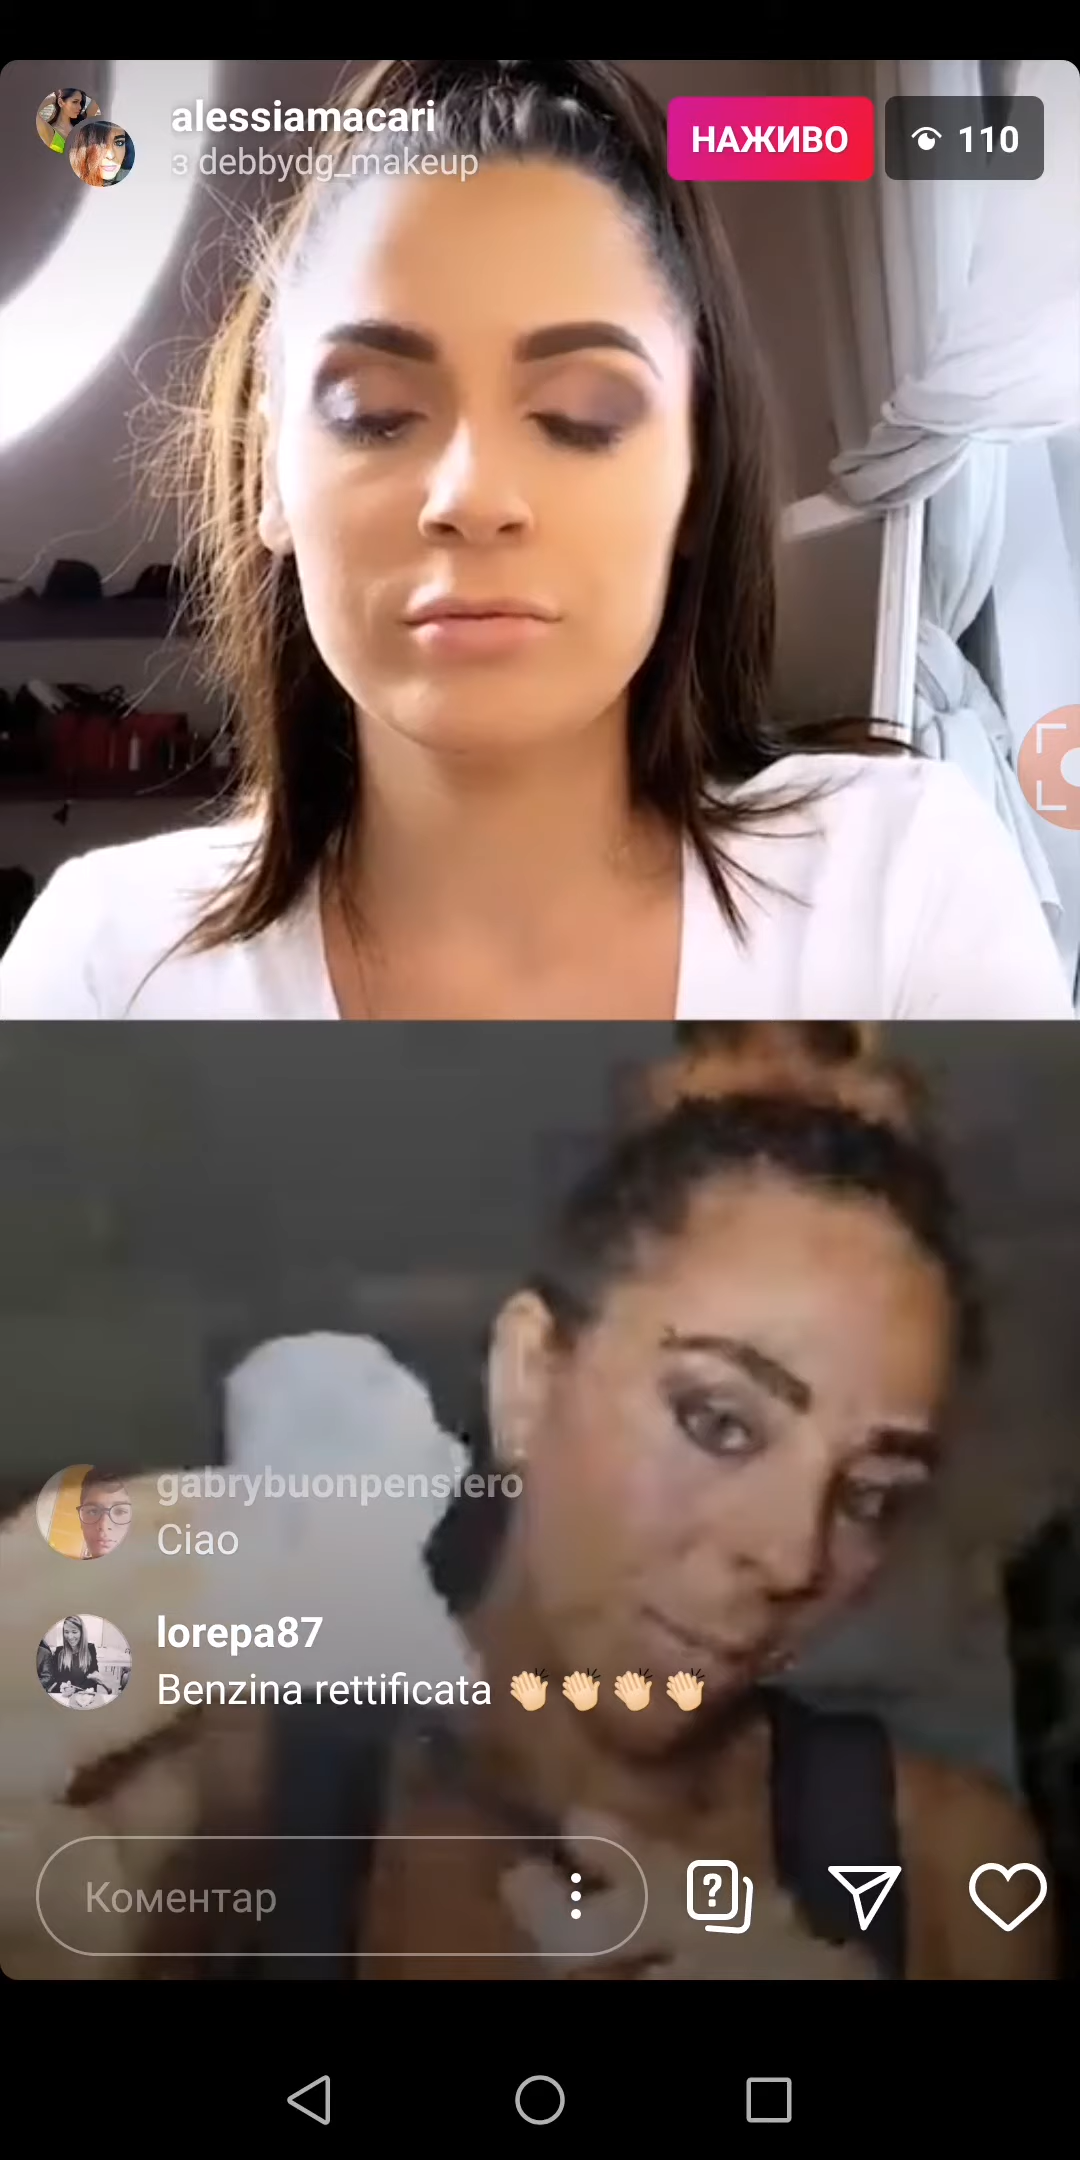 alessiamacari
з debbydg_makeup
НАЖИВО
110
gabrybuonpensiero
Ciao
lorepa87
Benzina rettificata 👏🏻👏🏻👏🏻👏🏻
Коментар